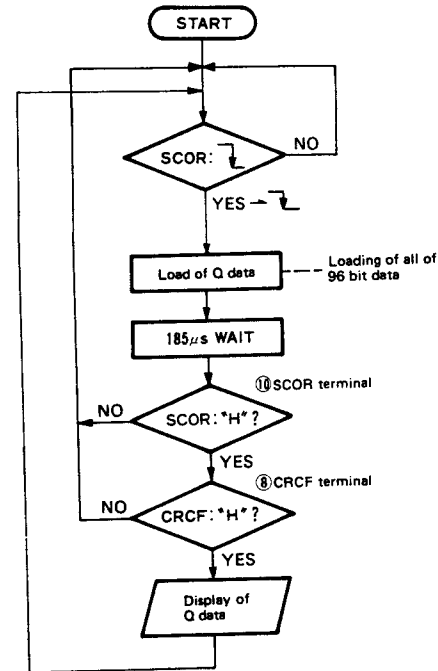 START
SCOR:
NO
YES
Load of Q data
Loading of all of
96 bit data
185μs WAIT
⑩SCOR terminal
NO
SCOR:"H"?
YES
⑧CRCF terminal
NO
CRCF:"H"?
YES
Display of
Q data